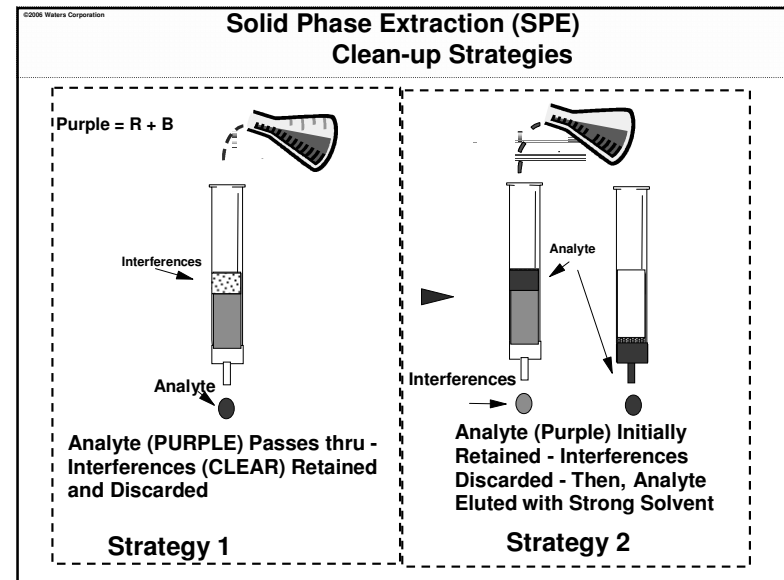 ©2006 Waters Corporation
Solid Phase Extraction (SPE)
Clean-up Strategies
Purple = R + B
Interferences
Analyte
Analyte (PURPLE) Passes thru -
Interferences (CLEAR) Retained
and Discarded
Strategy 1
Analyte
Interferences
Analyte (Purple) Initially
Retained - Interferences
Discarded - Then, Analyte
Eluted with Strong Solvent
Strategy 2